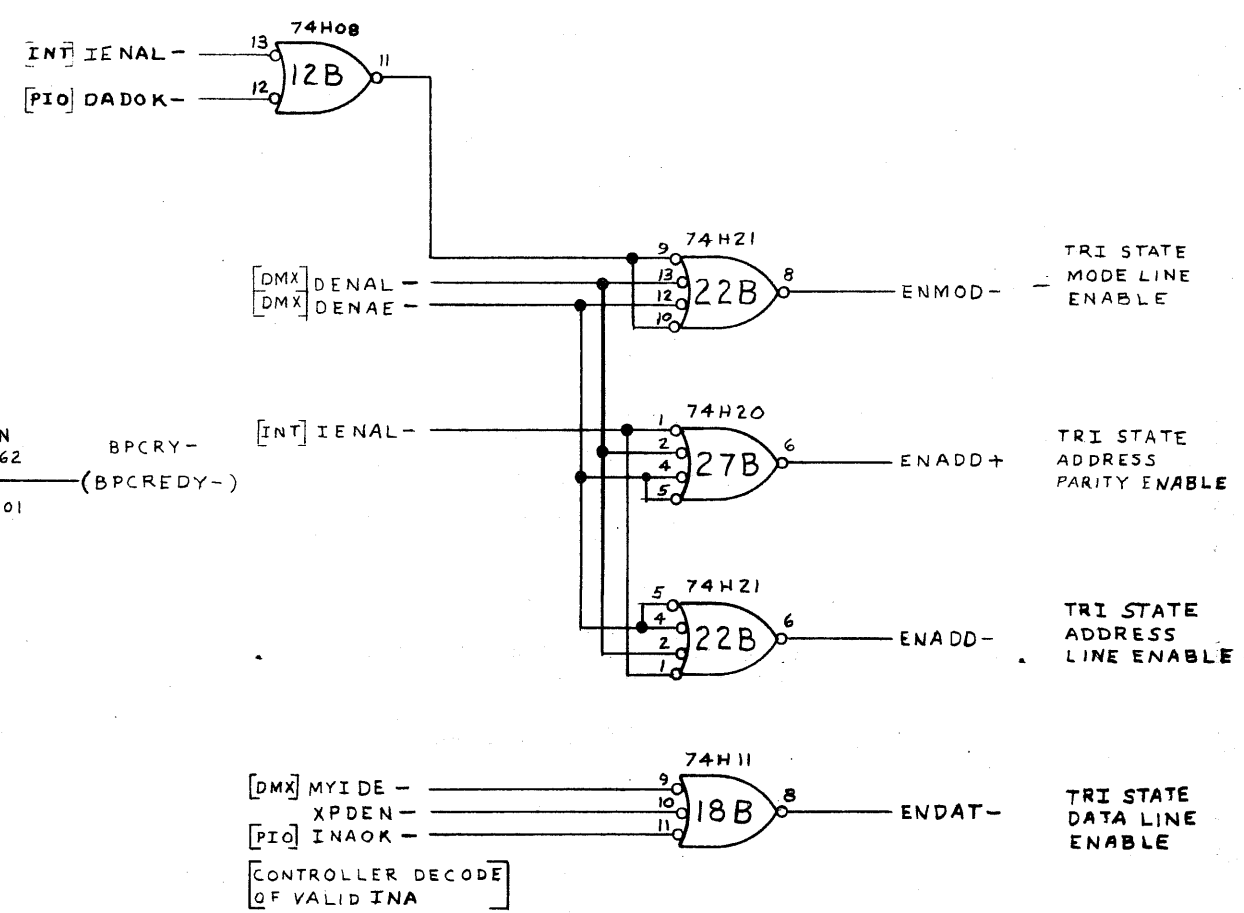 74H08
[INT] IENAL-
13
12B
11
[PIO] DADOK-
12
74H21
9
[DMX] DENAL-
13
22B
8
ENMOD-
[DMX] DENAE-
12
10
- TRI STATE
MODE LINE
ENABLE
74H20
[INT] IENAL-
1
2
27B
6
ENADD+
4
5
TRI STATE
ADDRESS
PARITY ENABLE
N
62
BPCRY-
(BPCREDY-)
01
74H21
5
4
22B
6
ENADD-
2
1
TRI STATE
ADDRESS
LINE ENABLE
74H11
[DMX] MYIDE-
9
XPDEN-
10
18B
8
ENDAT-
[PIO] INAOK-
11
TRI STATE
DATA LINE
ENABLE
[CONTROLLER DECODE
OF VALID INA]